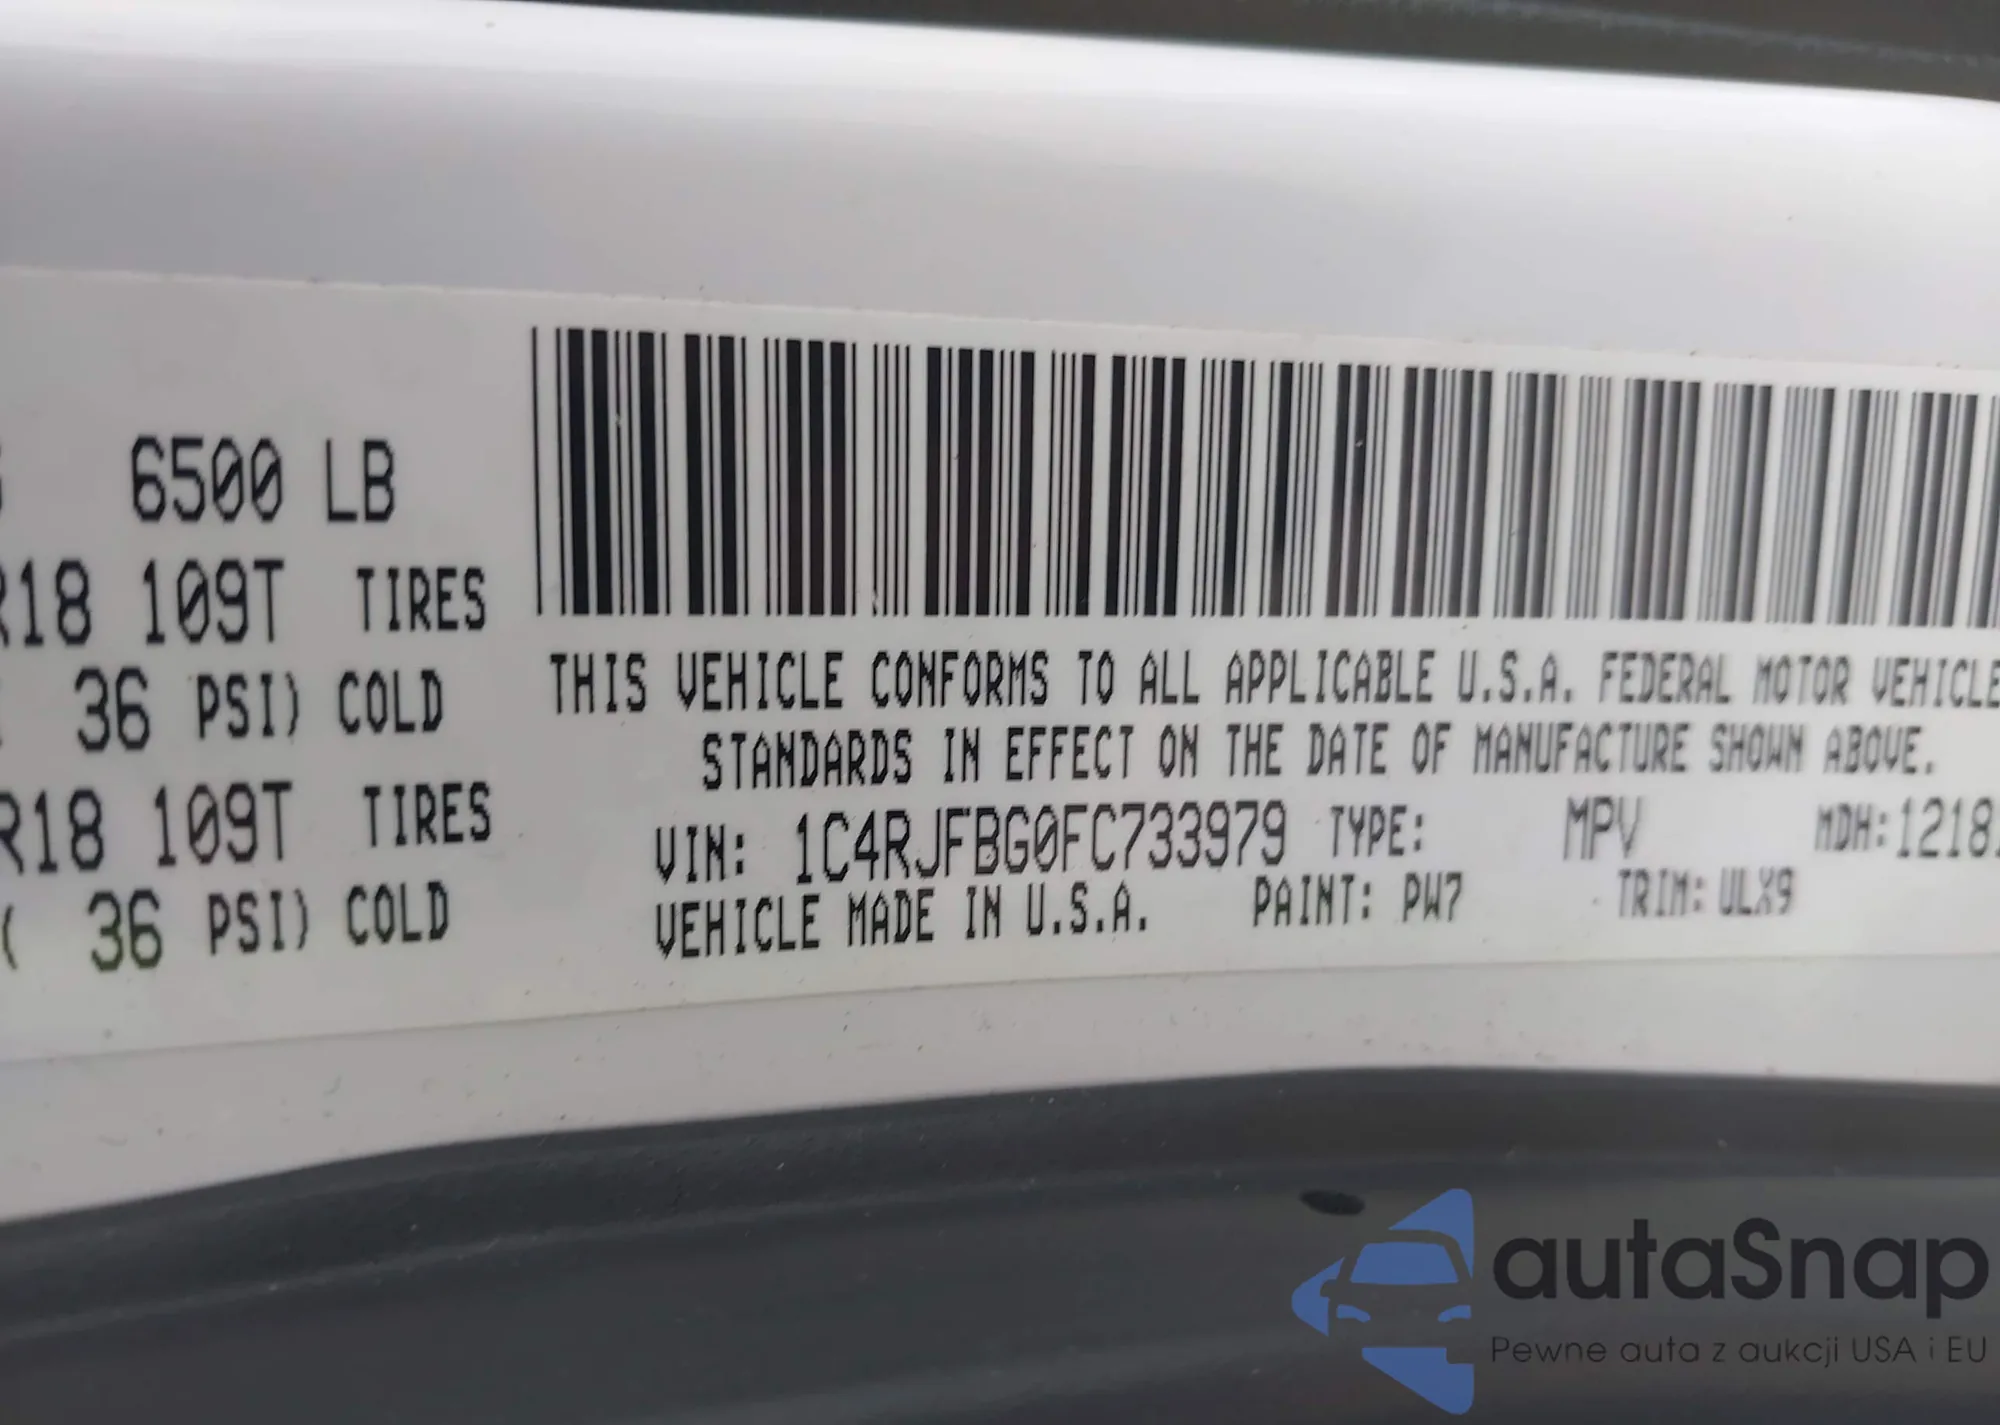 6500 LB
R18 109T TIRES
36 PSI) COLD
R18 109T TIRES
( 36 PSI) COLD
THIS VEHICLE CONFORMS TO ALL APPLICABLE U.S.A. FEDERAL MOTOR VEHICLE
STANDARDS IN EFFECT ON THE DATE OF MANUFACTURE SHOWN ABOVE.
VIN: 1C4RJFBG0FC733979 TYPE: MPV MDH: 12181
VEHICLE MADE IN U.S.A. PAINT: PW7 TRIM: ULX9
autaSnap
Pewne auta z aukcji USA i EU